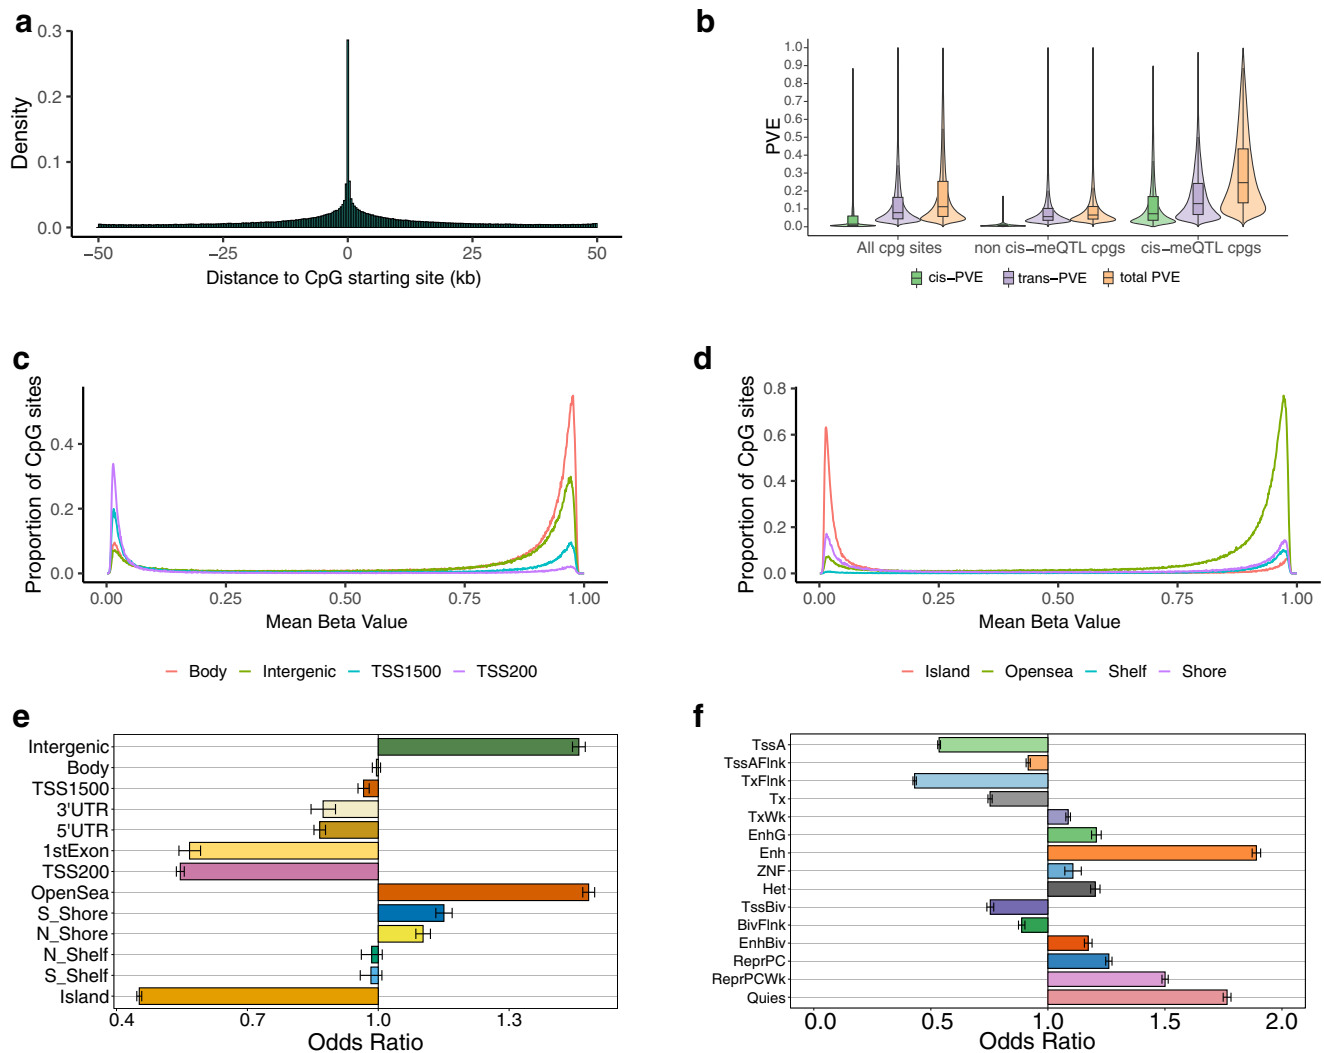 a
0.3
0.2
0.1
0.0
Density
−50
−25
0
25
50
Distance to CpG starting site (kb)
b
1.0
0.9
0.8
0.7
0.6
0.5
0.4
0.3
0.2
0.1
0.0
PVE
All cpg sites
non cis−meQTL cpgs
cis−meQTL cpgs
cis−PVE
trans−PVE
total PVE
c
Proportion of CpG sites
0.4
0.2
0.0
0.00
0.25
0.50
0.75
1.00
Mean Beta Value
Body
Intergenic
TSS1500
TSS200
d
Proportion of CpG sites
0.8
0.6
0.4
0.2
0.0
0.00
0.25
0.50
0.75
1.00
Mean Beta Value
Island
Opensea
Shelf
Shore
e
Intergenic
Body
TSS1500
3'UTR
5'UTR
1stExon
TSS200
OpenSea
S_Shore
N_Shore
N_Shelf
S_Shelf
Island
0.4
0.7
1.0
1.3
Odds Ratio
f
TssA
TssAFlnk
TxFlnk
Tx
TxWk
EnhG
Enh
ZNF
Het
TssBiv
BivFlnk
EnhBiv
ReprPC
ReprPCWk
Quies
0.0
0.5
1.0
1.5
2.0
Odds Ratio